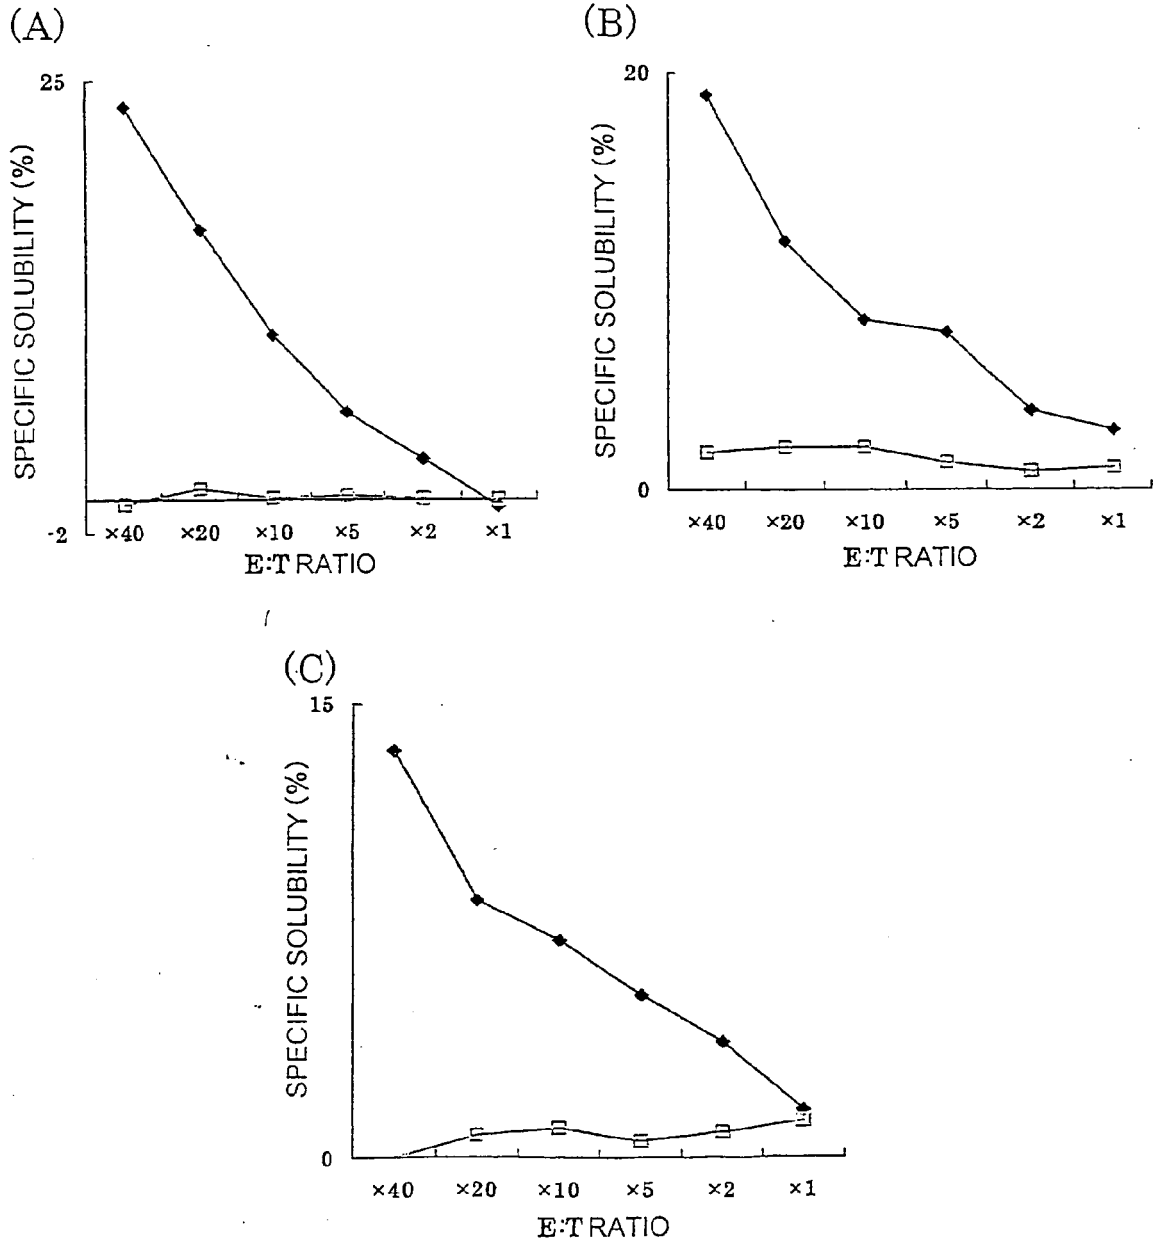 (A)
25
SPECIFIC SOLUBILITY (%)
-2
×40 ×20 ×10 ×5 ×2 ×1
E:T RATIO
(B)
20
SPECIFIC SOLUBILITY (%)
0
×40 ×20 ×10 ×5 ×2 ×1
E:T RATIO
(C)
15
SPECIFIC SOLUBILITY (%)
0
×40 ×20 ×10 ×5 ×2 ×1
E:T RATIO